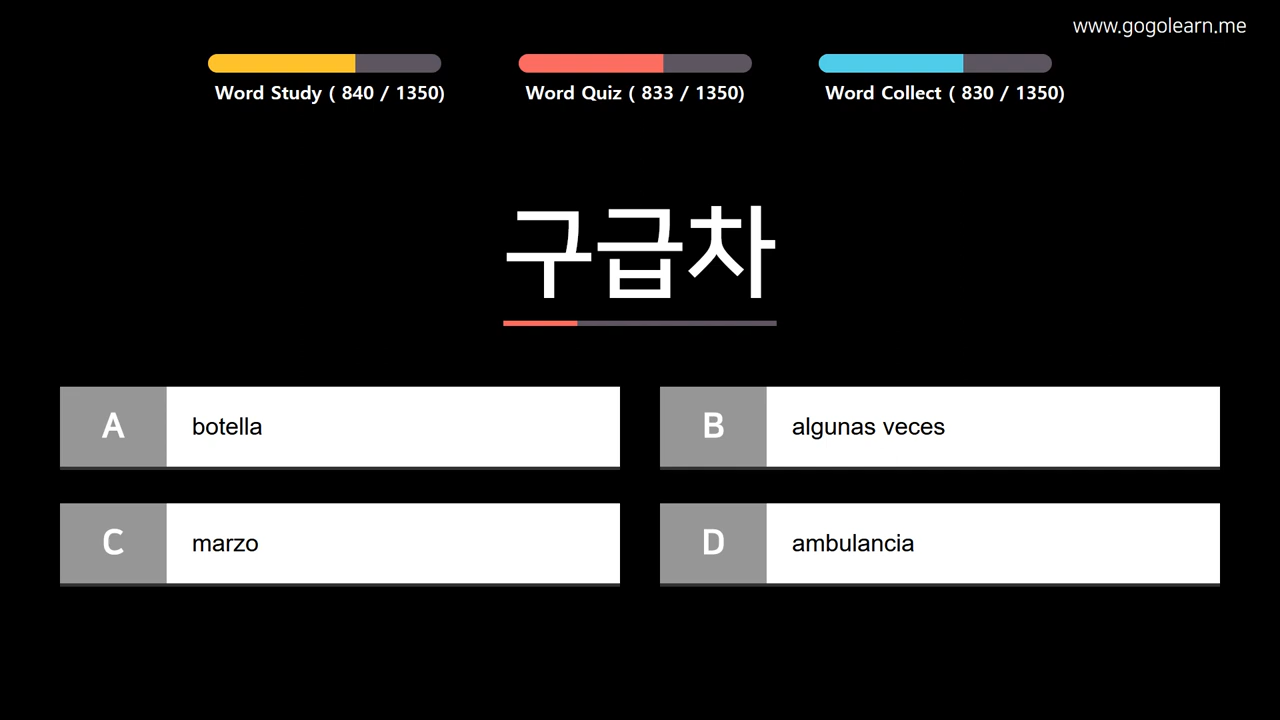 www.gogolearn.me
Word Study ( 840 / 1350)
Word Quiz ( 833 / 1350)
Word Collect ( 830 / 1350)
구급차
A botella
B algunas veces
C marzo
D ambulancia